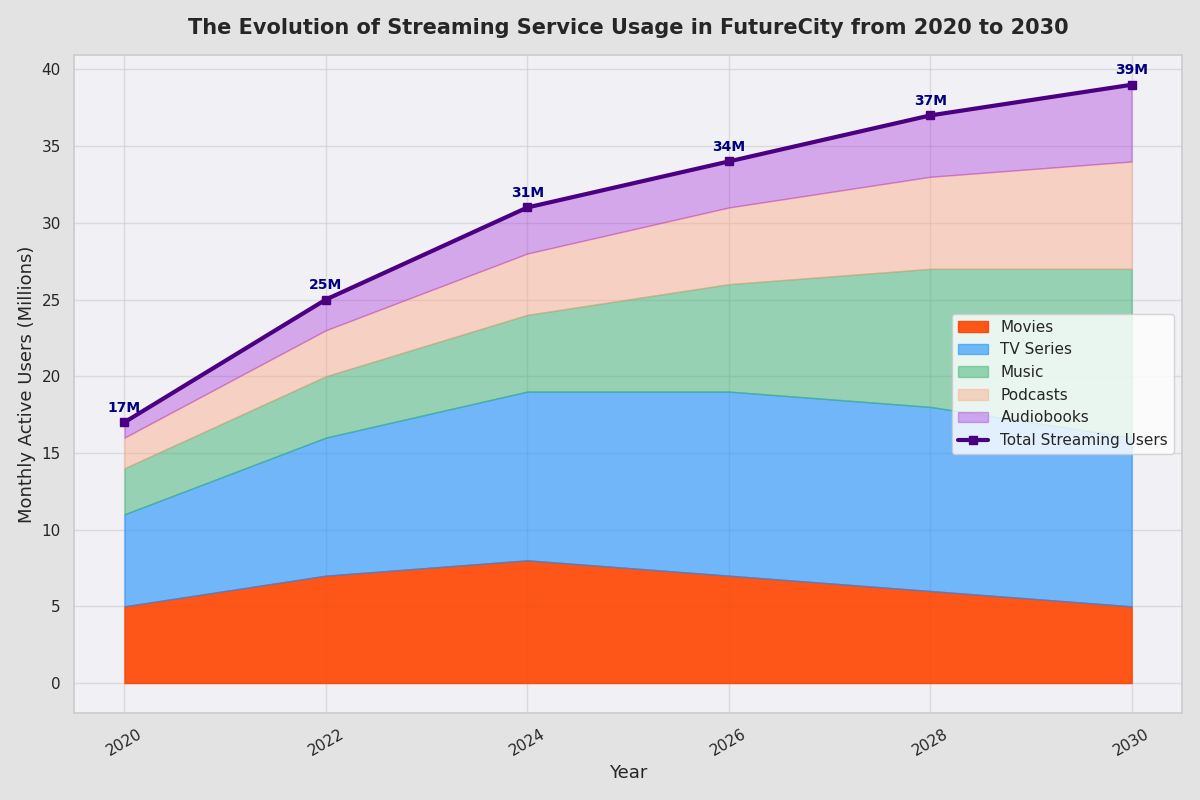 The Evolution of Streaming Service Usage in FutureCity from 2020 to 2030
Monthly Active Users (Millions)
40
35
30
25
20
15
10
5
0
17M
25M
31M
34M
37M
39M
Movies
TV Series
Music
Podcasts
Audiobooks
Total Streaming Users
2020
2022
2024
2026
2028
2030
Year